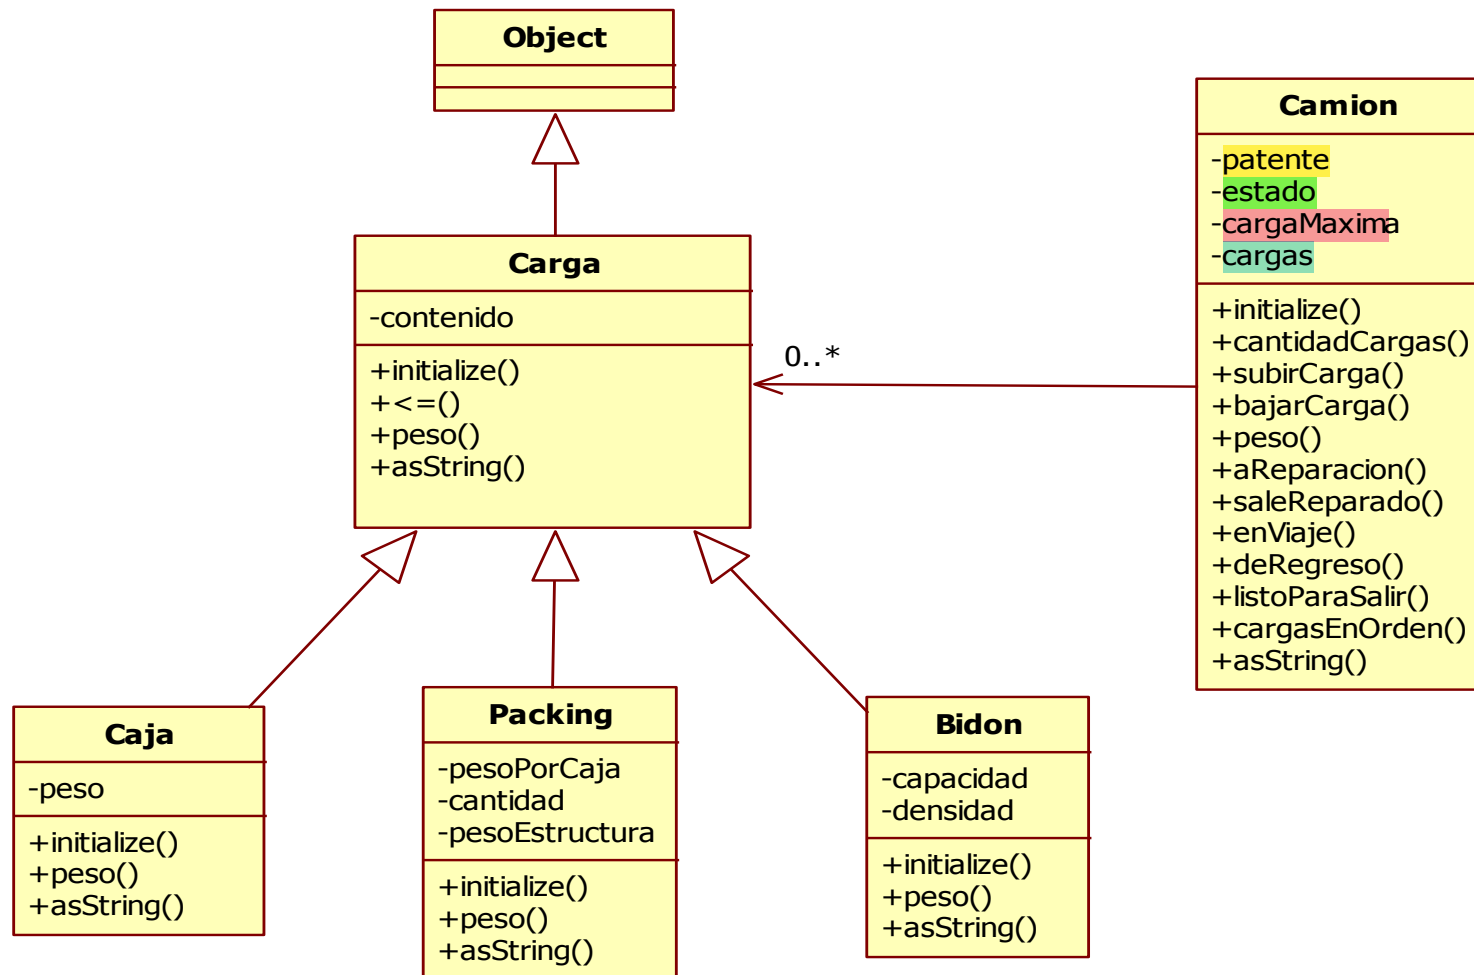 Object
Carga
-contenido
+initialize()
+<=()
+peso()
+asString()
0..*
Camion
-patente
-estado
-cargaMaxima
-cargas
+initialize()
+cantidadCargas()
+subirCarga()
+bajarCarga()
+peso()
+aReparacion()
+saleReparado()
+enViaje()
+deRegreso()
+listoParaSalir()
+cargasEnOrden()
+asString()
Caja
-peso
+initialize()
+peso()
+asString()
Packing
-pesoPorCaja
-cantidad
-pesoEstructura
+initialize()
+peso()
+asString()
Bidon
-capacidad
-densidad
+initialize()
+peso()
+asString()